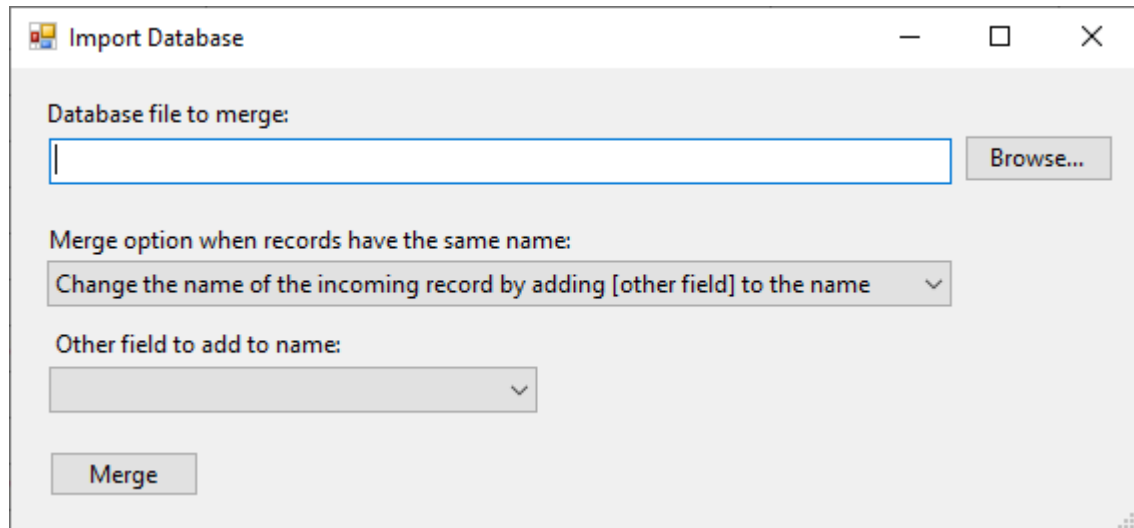 Import Database
Database file to merge:
Browse...
Merge option when records have the same name:
Change the name of the incoming record by adding [other field] to the name
Other field to add to name:
Merge